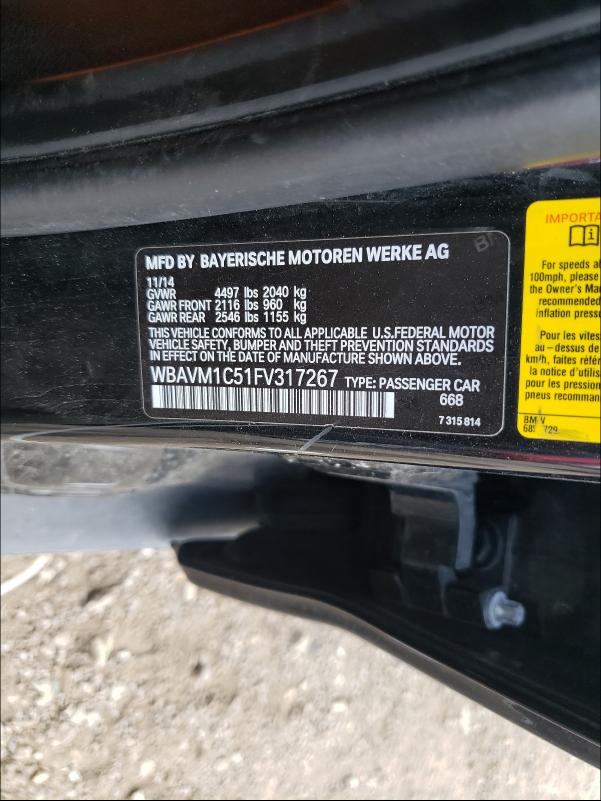 MFD BY BAYERISCHE MOTOREN WERKE AG
11/14
GVWR 4497 lbs 2040 kg
GAWR FRONT 2116 lbs 960 kg
GAWR REAR 2546 lbs 1155 kg
THIS VEHICLE CONFORMS TO ALL APPLICABLE U.S.FEDERAL MOTOR
VEHICLE SAFETY, BUMPER,AND THEFT PREVENTION STANDARDS
IN EFFECT ON THE DATE OF MANUFACTURE SHOWN ABOVE.
WBAVM1C51FV317267 TYPE: PASSENGER CAR
668
7 315 814
IMPORTA
For speeds a
100mph, please
the Owner's Ma
recommended
inflation pressu
Pour les vites
au-dessus de
km/h, faites réfé
la notice d'utilis
pour les pression
pneus recomman
BMW